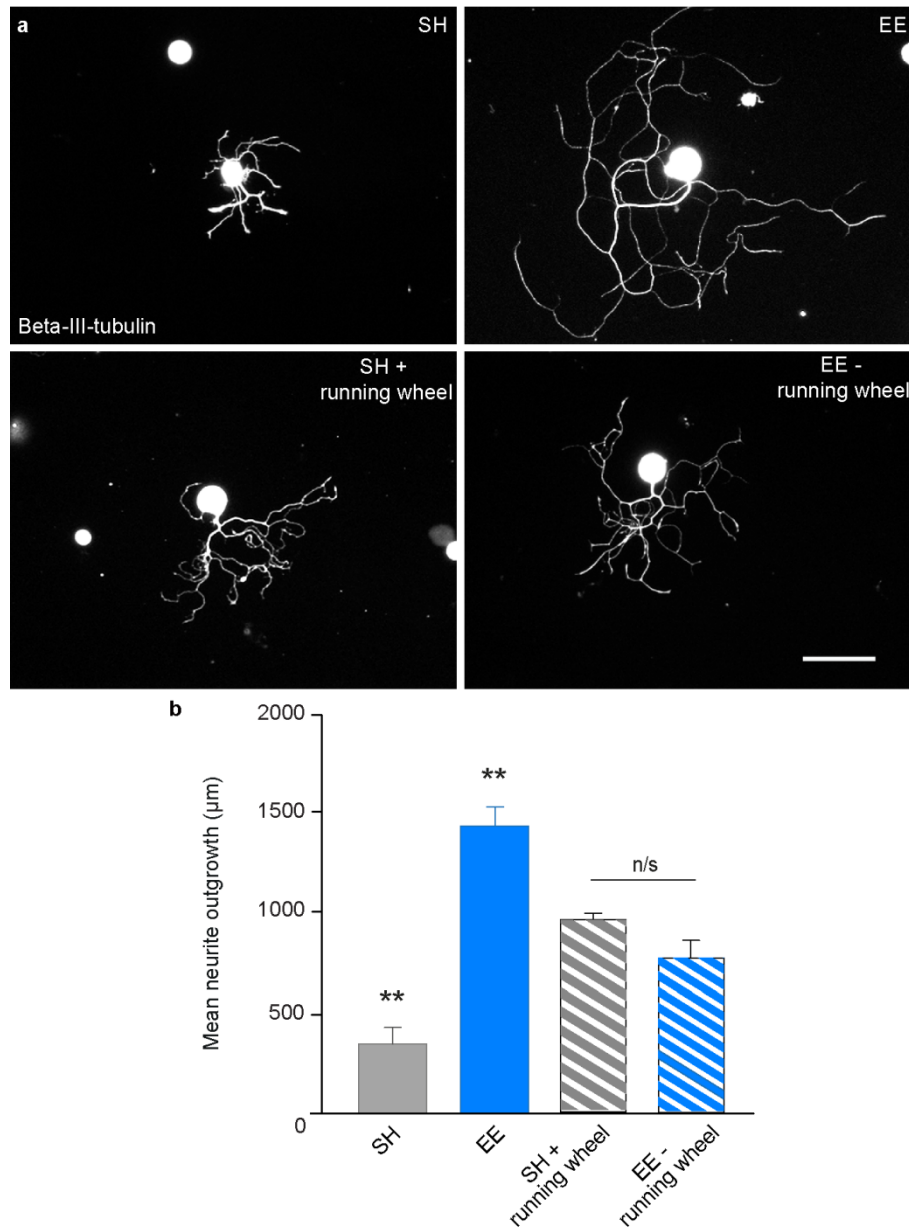 a
SH
EE
Beta-III-tubulin
SH +
running wheel
EE -
running wheel
b
Mean neurite outgrowth (µm)
2000
1500
1000
500
0
**
**
n/s
SH
EE
SH +
running wheel
EE -
running wheel